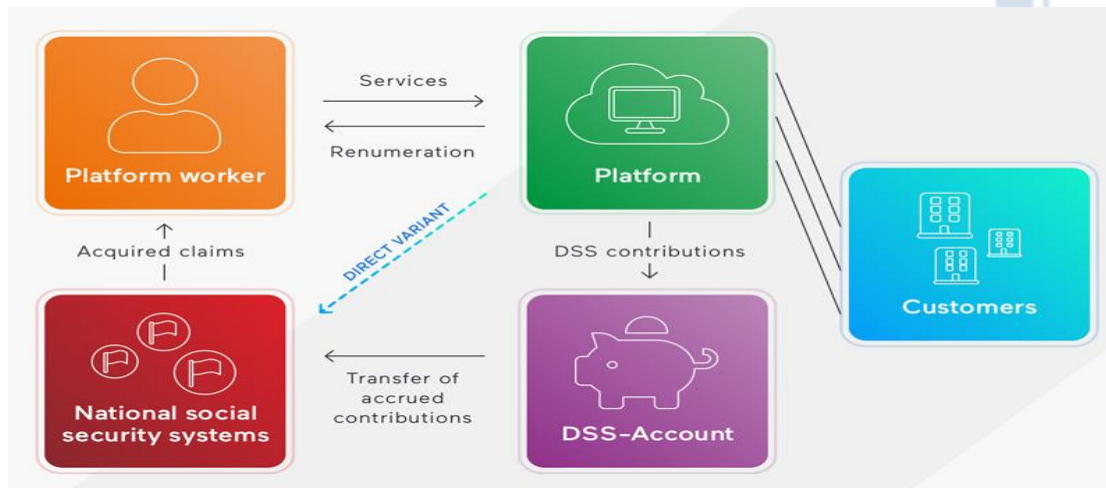 Services
Renumeration
Platform worker
Platform
DIRECT VARIANT
Acquired claims
DSS contributions
Customers
Transfer of
accrued
contributions
National social
security systems
DSS-Account